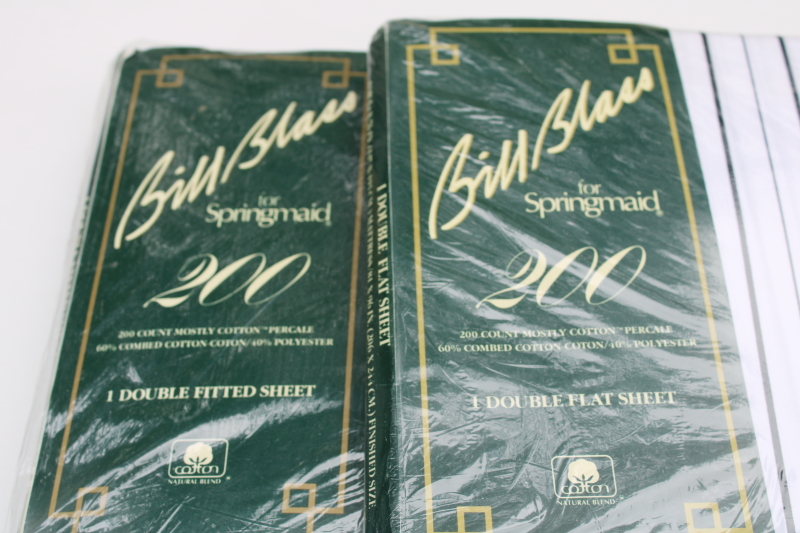 Bill Blass
for
Springmaid
200
200 COUNT MOSTLY COTTON™ PERCALE
60% COMBED COTTON COTON/40% POLYESTER
1 DOUBLE FITTED SHEET
cotton
NATURAL BLEND
1 DOUBLE FLAT SHEET
FINISHED SIZE
Bill Blass
for
Springmaid®
200
200 COUNT MOSTLY COTTON™ PERCALE
60% COMBED COTTON COTON/40% POLYESTER
1 DOUBLE FLAT SHEET
cotton
NATURAL BLEND